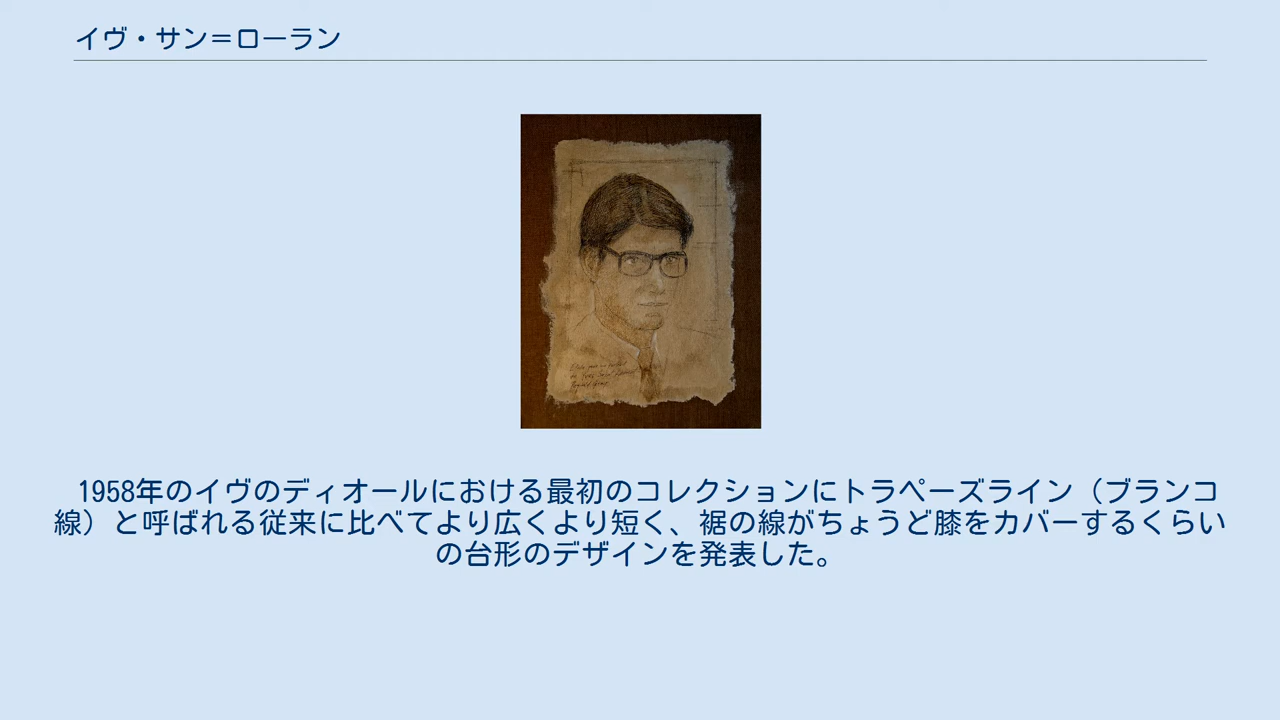 イヴ・サン＝ローラン
1958年のイヴのディオールにおける最初のコレクションにトラペーズライン（ブランコ
線）と呼ばれる従来に比べてより広くより短く、裾の線がちょうど膝をカバーするくらい
の台形のデザインを発表した。